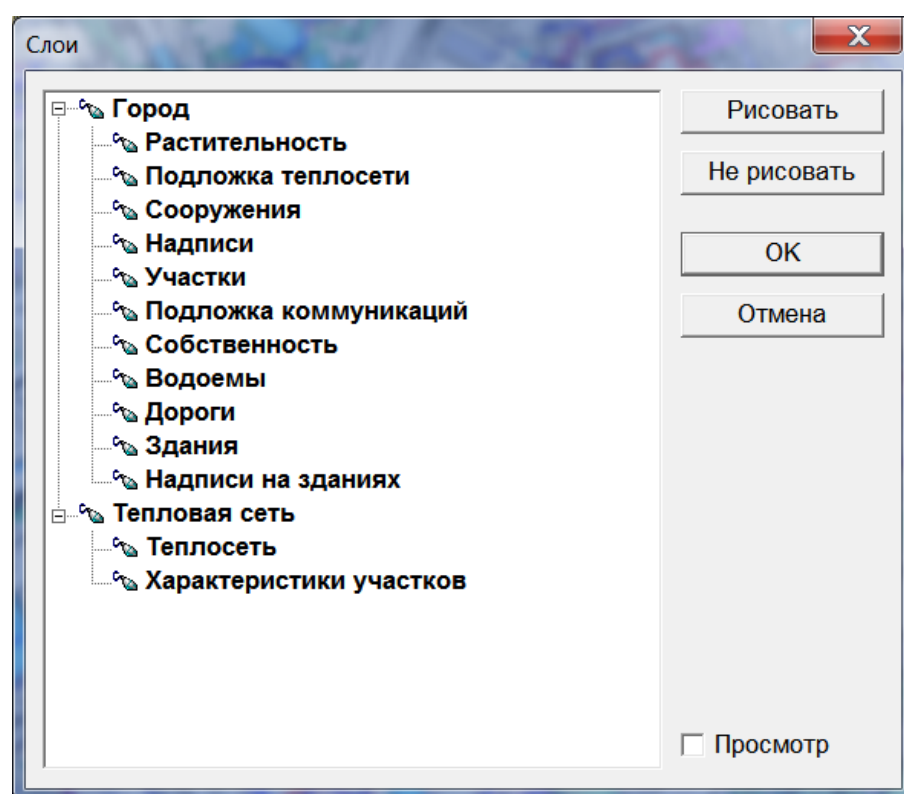 Слои
Город
Растительность
Подложка теплосети
Сооружения
Надписи
Участки
Подложка коммуникаций
Собственность
Водоемы
Дороги
Здания
Надписи на зданиях
Тепловая сеть
Теплосеть
Характеристики участков
Рисовать
Не рисовать
ОК
Отмена
Просмотр